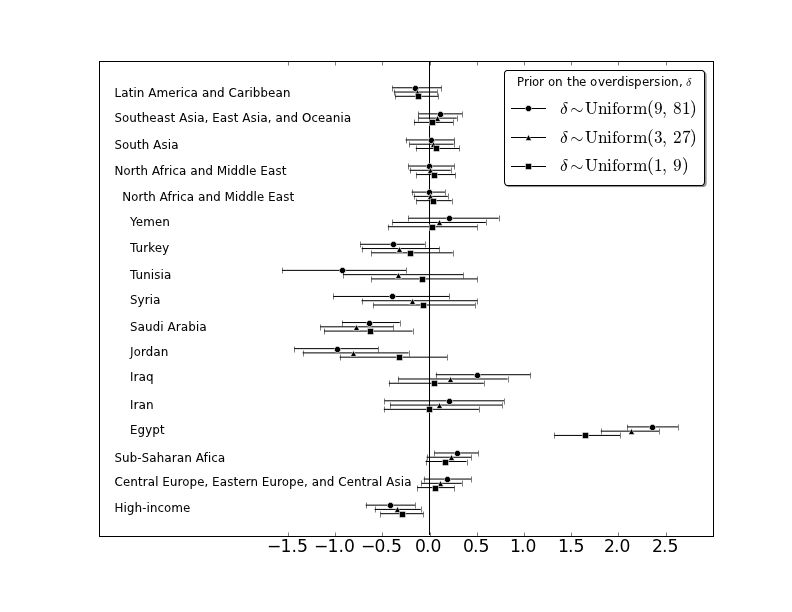 Prior on the overdispersion, δ
δ ~ Uniform(9, 81)
δ ~ Uniform(3, 27)
δ ~ Uniform(1, 9)
Latin America and Caribbean
Southeast Asia, East Asia, and Oceania
South Asia
North Africa and Middle East
North Africa and Middle East
Yemen
Turkey
Tunisia
Syria
Saudi Arabia
Jordan
Iraq
Iran
Egypt
Sub-Saharan Afica
Central Europe, Eastern Europe, and Central Asia
High-income
−1.5 −1.0 −0.5 0.0 0.5 1.0 1.5 2.0 2.5